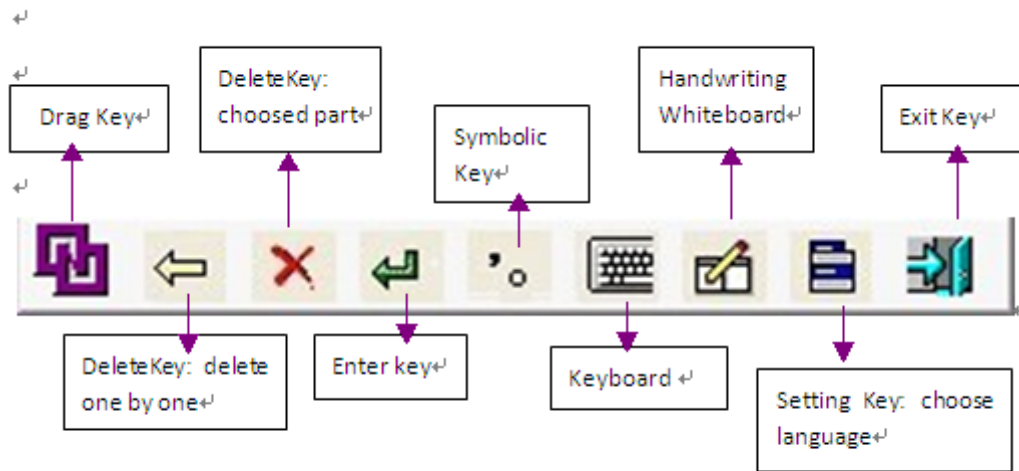 Drag Key
DeleteKey:
choosed part
Symbolic
Key
Handwriting
Whiteboard
Exit Key
DeleteKey: delete
one by one
Enter key
Keyboard
Setting Key: choose
language